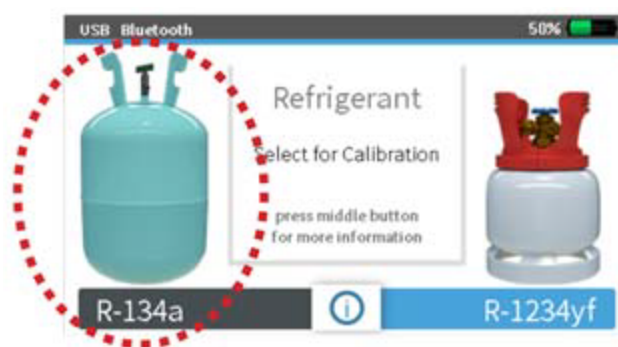 USB Bluetooth
50%
Refrigerant
Select for Calibration
press middle button
for more information
R-134a
R-1234yf